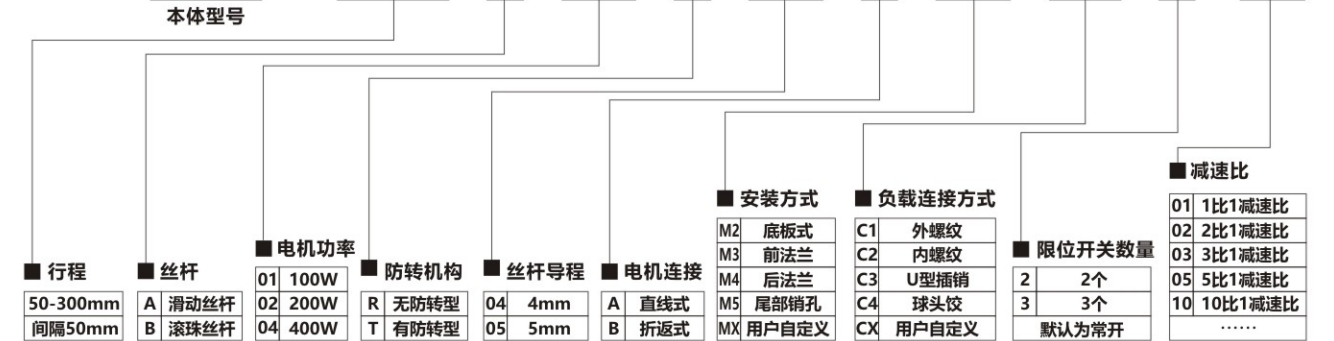 本体型号
■ 行程
50-300mm
间隔50mm
■ 丝杆
A 滑动丝杆
B 滚珠丝杆
■ 电机功率
01 100W
02 200W
04 400W
■ 防转机构
R 无防转型
T 有防转型
■ 丝杆导程
04 4mm
05 5mm
■ 电机连接
A 直线式
B 折返式
■ 安装方式
M2 底板式
M3 前法兰
M4 后法兰
M5 尾部销孔
MX 用户自定义
■ 负载连接方式
C1 外螺纹
C2 内螺纹
C3 U型插销
C4 球头铰
CX 用户自定义
■ 限位开关数量
2 2个
3 3个
默认为常开
■ 减速比
01 1比1减速比
02 2比1减速比
03 3比1减速比
05 5比1减速比
10 10比1减速比
……